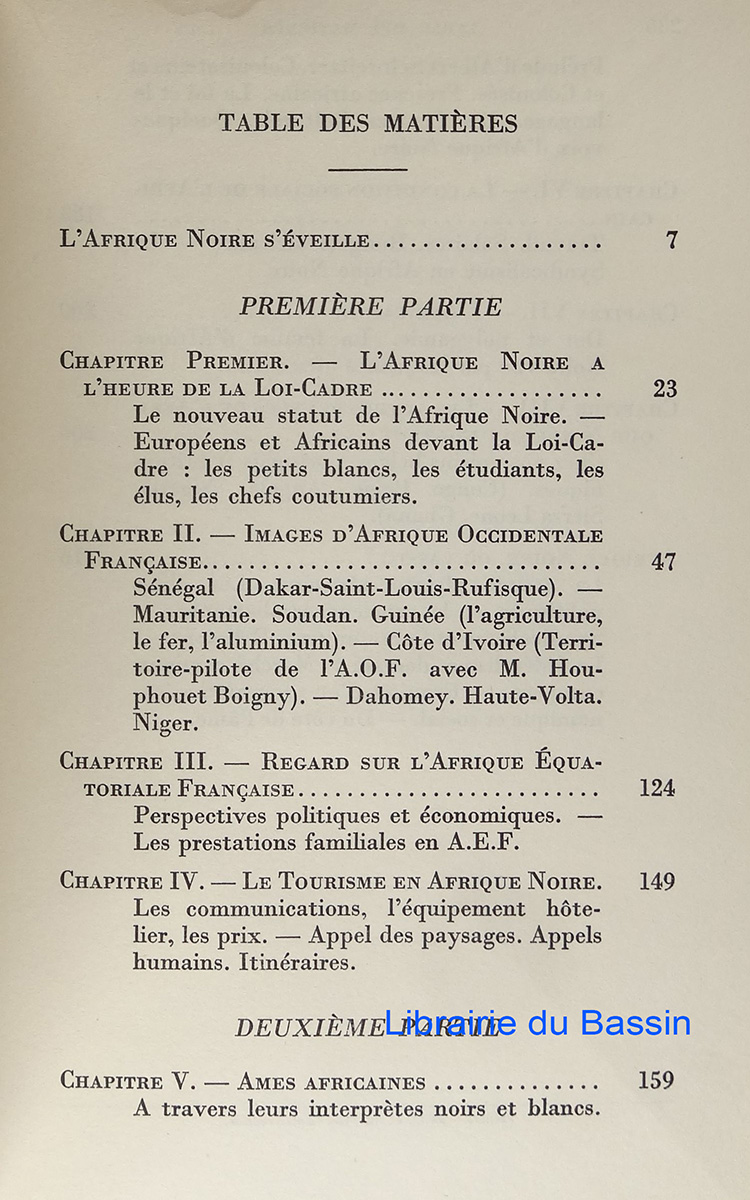 TABLE DES MATIÈRES
L'AFRIQUE NOIRE S'ÉVEILLE.................... 7
PREMIÈRE PARTIE
CHAPITRE PREMIER. — L'AFRIQUE NOIRE A
L'HEURE DE LA LOI-CADRE ................... 23
Le nouveau statut de l'Afrique Noire. —
Européens et Africains devant la Loi-Ca-
dre : les petits blancs, les étudiants, les
élus, les chefs coutumiers.
CHAPITRE II. — IMAGES D'AFRIQUE OCCIDENTALE
FRANÇAISE.................................. 47
Sénégal (Dakar-Saint-Louis-Rufisque). —
Mauritanie. Soudan. Guinée (l'agriculture,
le fer, l'aluminium). — Côte d'Ivoire (Terri-
toire-pilote de l'A.O.F. avec M. Hou-
phouet Boigny). — Dahomey. Haute-Volta.
Niger.
CHAPITRE III. — REGARD SUR L'AFRIQUE ÉQUA-
TORIALE FRANÇAISE.......................... 124
Perspectives politiques et économiques. —
Les prestations familiales en A.E.F.
CHAPITRE IV. — LE TOURISME EN AFRIQUE NOIRE. 149
Les communications, l'équipement hôte-
lier, les prix. — Appel des paysages. Appels
humains. Itinéraires.
DEUXIÈME PARTIE
Librairie du Bassin
CHAPITRE V. — AMES AFRICAINES .............. 159
A travers leurs interprètes noirs et blancs.